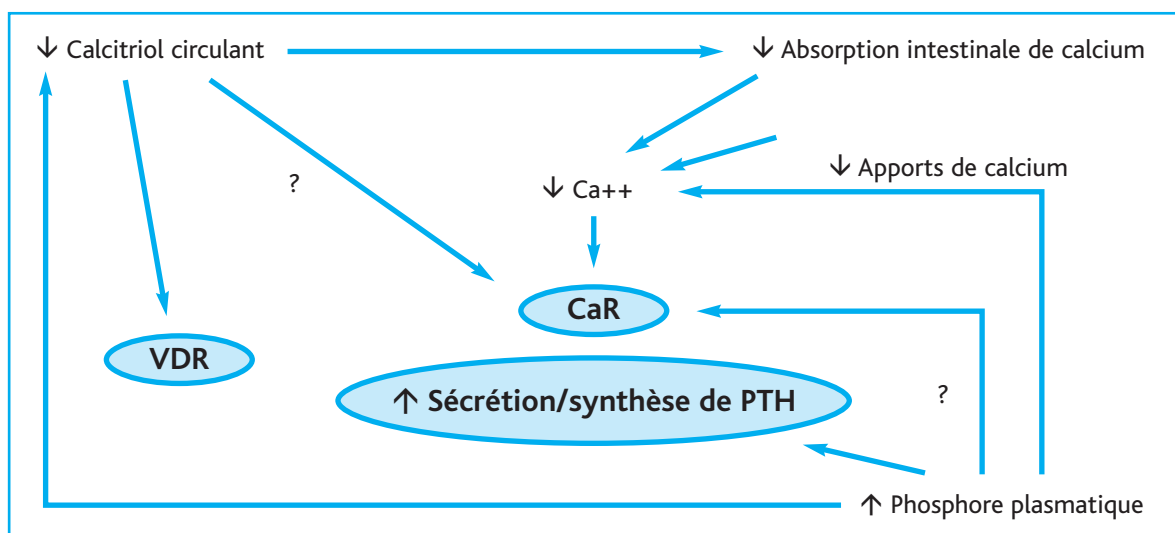 ↓ Calcitriol circulant
↓ Absorption intestinale de calcium
↓ Apports de calcium
?
↓ Ca++
CaR
VDR
↑ Sécrétion/synthèse de PTH
?
↑ Phosphore plasmatique